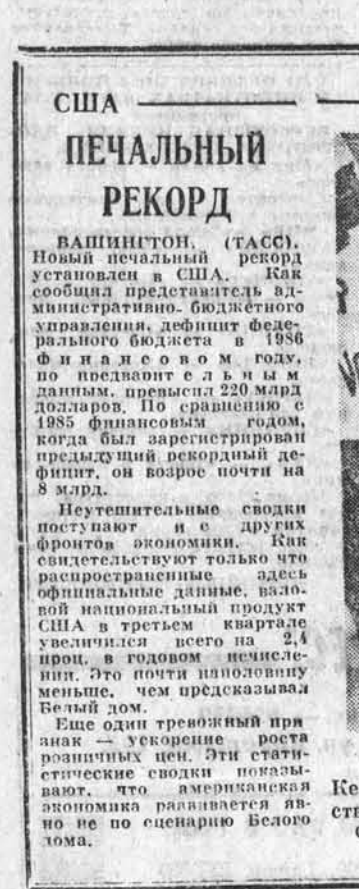 США
ПЕЧАЛЬНЫЙ
РЕКОРД
ВАШИНГТОН. (ТАСС).
Новый печальный рекорд
установлен в США. Как
сообщил представитель ад-
министративно-бюджетного
управления, дефицит феде-
рального бюджета в 1986
финансовом году,
по предварительным
данным, превысил 220 млрд
долларов. По сравнению с
1985 финансовым годом,
когда был зарегистрирован
предыдущий рекордный де-
фицит, он возрос почти на
8 млрд.
Неутешительные сводки
поступают и с других
фронтов экономики. Как
свидетельствуют только что
распространенные здесь
официальные данные, вало-
вой национальный продукт
США в третьем квартале
увеличился всего на 2,4
проц. в годовом исчисле-
нии. Это почти наполовину
меньше, чем предсказывал
Белый дом.
Еще один тревожный при
знак — ускорение роста
розничных цен. Эти стати-
стические сводки показы-
вают, что американская
экономика развивается яв-
но не по сценарию Белого
дома.
Ке
ств